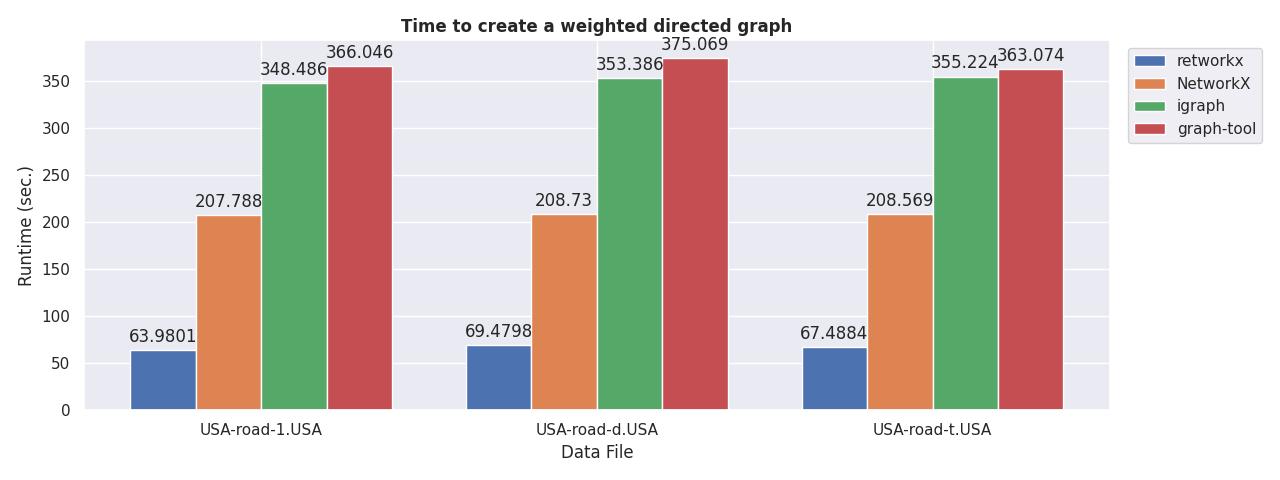 Time to create a weighted directed graph
Runtime (sec.)
350
300
250
200
150
100
50
0
63.9801
207.788
348.486
366.046
69.4798
208.73
353.386
375.069
67.4884
208.569
355.224
363.074
USA-road-1.USA
USA-road-d.USA
USA-road-t.USA
Data File
retworkx
NetworkX
igraph
graph-tool